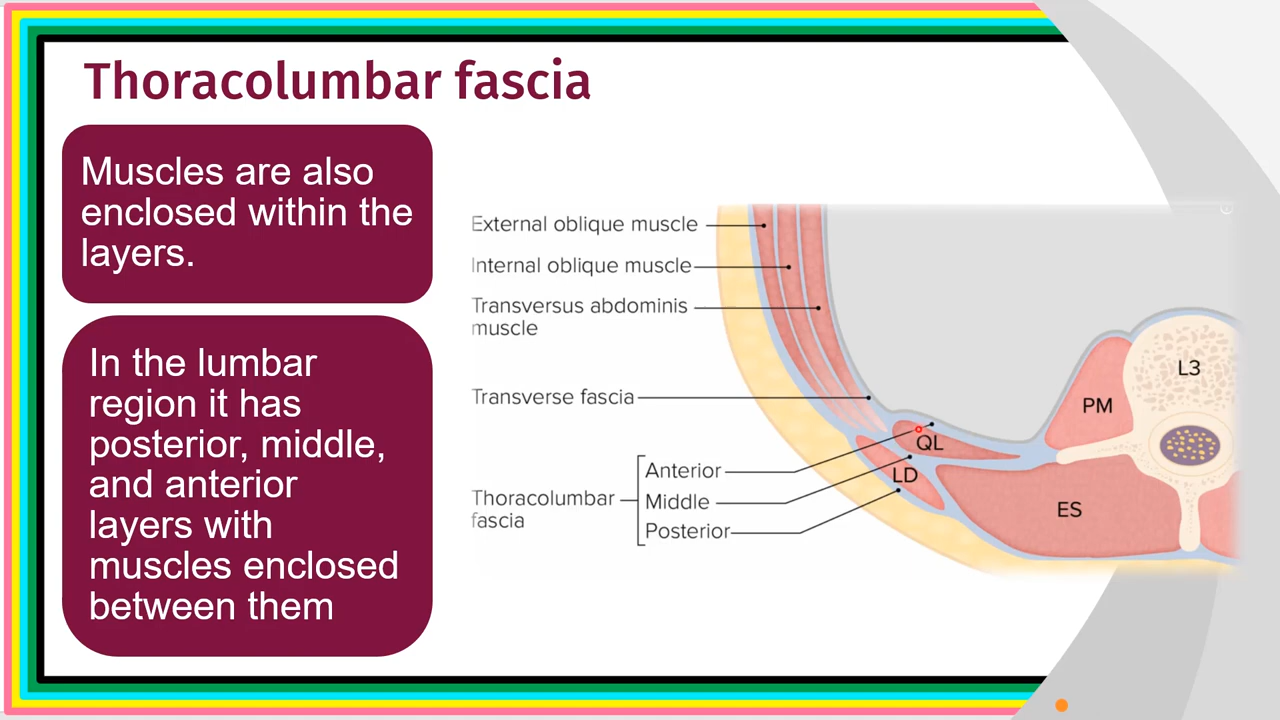 Thoracolumbar fascia
Muscles are also
enclosed within the
layers.
In the lumbar
region it has
posterior, middle,
and anterior
layers with
muscles enclosed
between them
External oblique muscle
Internal oblique muscle
Transversus abdominis
muscle
Transverse fascia
Thoracolumbar
fascia
Anterior
Middle
Posterior
QL
LD
ES
PM
L3